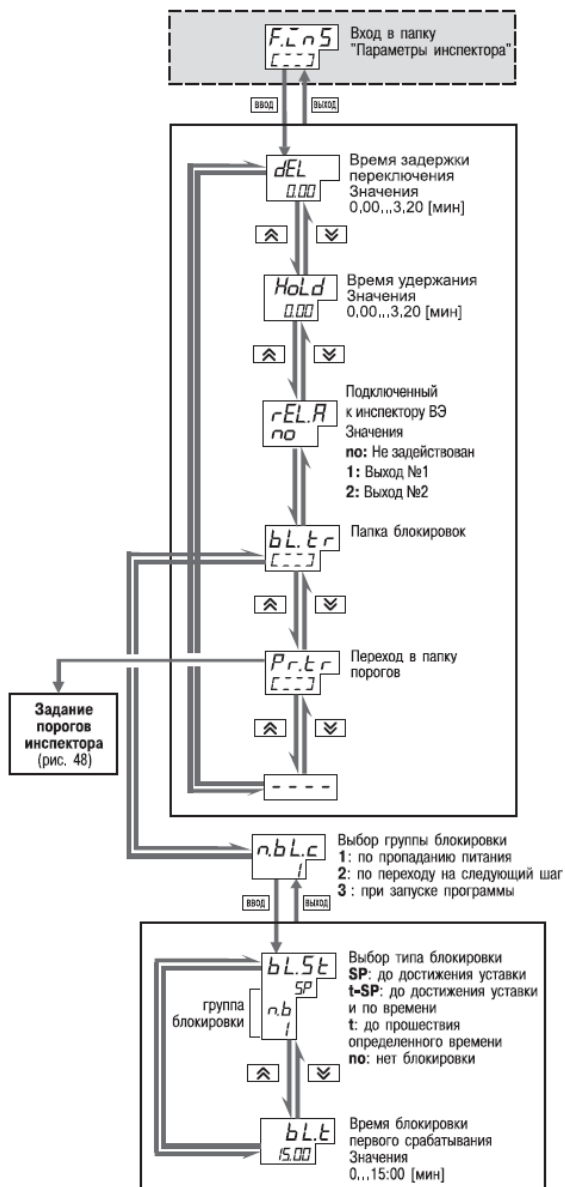 F.InS
[---]
Вход в папку
"Параметры инспектора"
ввод
выход
dEL
0.00
Время задержки
переключения
Значения
0,00,,,3,20 [мин]
HoLd
0.00
Время удержания
Значения
0,00,,,3,20 [мин]
rEL.A
no
Подключенный
к инспектору ВЭ
Значения
no: Не задействован
1: Выход №1
2: Выход №2
bL.tr
[---]
Папка блокировок
Pr.tr
[---]
Переход в папку
порогов
Задание
порогов
инспектора
(рис. 48)
----
n.bL.c
1
Выбор группы блокировки
1: по пропаданию питания
2: по переходу на следующий шаг
3 : при запуске программы
ввод
выход
bL.St
SP
n.b
1
группа
блокировки
Выбор типа блокировки
SP: до достижения уставки
t-SP: до достижения уставки
и по времени
t: до прошествия
определенного времени
no: нет блокировки
bL.t
15.00
Время блокировки
первого срабатывания
Значения
0,,,15:00 [мин]